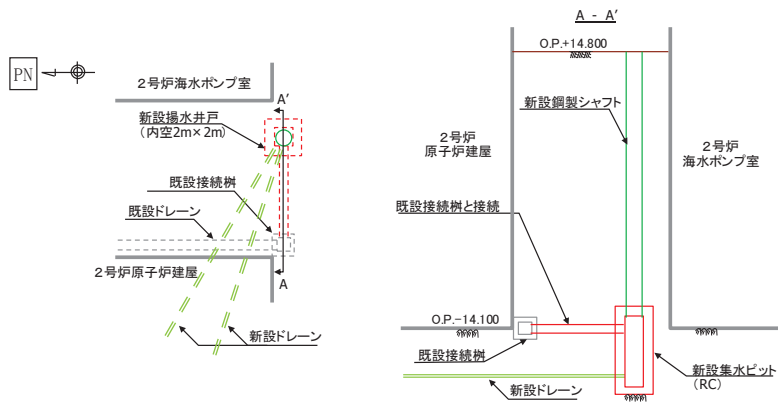 PN
2号炉海水ポンプ室
A'
新設揚水井戸
(内空2m×2m)
既設接続桝
既設ドレーン
2号炉原子炉建屋
A
新設ドレーン
A - A'
O.P.+14.800
新設鋼製シャフト
2号炉
原子炉建屋
2号炉
海水ポンプ室
既設接続桝と接続
O.P.-14.100
既設接続桝
新設ドレーン
新設集水ピット
(RC)